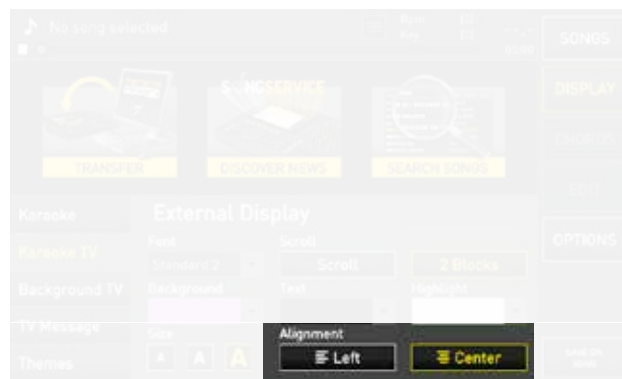 No song selected
SONGS
SONGSERVICE
DISPLAY
TRANSFER
DISCOVER NEWS
SEARCH SONGS
EDIT
Karaoke
External Display
OPTIONS
Karaoke TV
Font
Scroll
Standard 2
Scroll
2 Blocks
Background TV
Background
Text
Highlight
TV Message
Size
Alignment
A A A
Left
Center
Themes